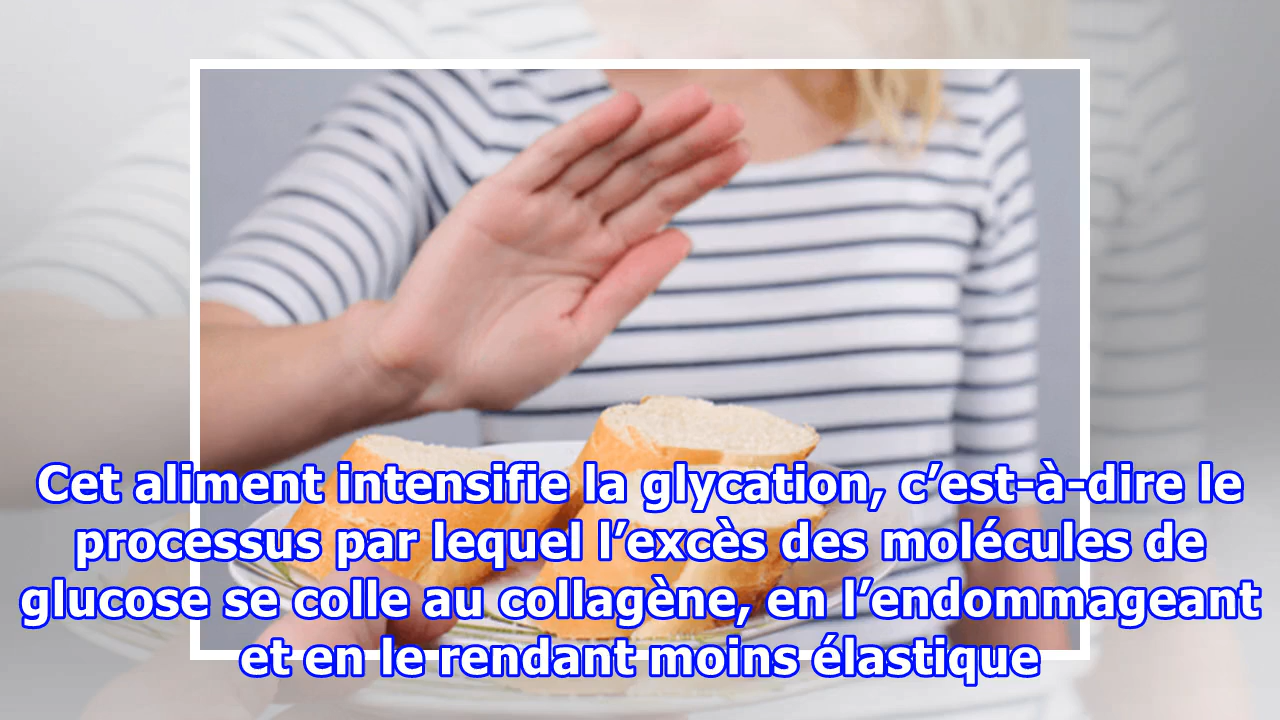 Cet aliment intensifie la glycation, c’est-à-dire le
processus par lequel l’excès des molécules de
glucose se colle au collagène, en l’endommageant
et en le rendant moins élastique